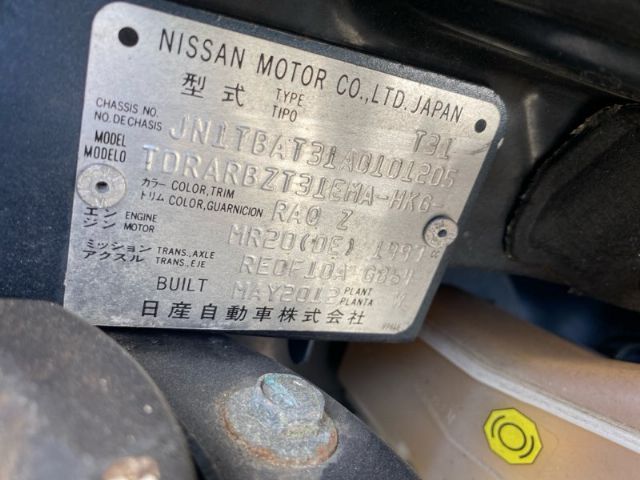 NISSAN MOTOR CO.,LTD. JAPAN
型式 TYPE TIPO T31
CHASSIS NO. NO. DE CHASIS JN1TBAT31A0101205
MODEL MODELO TDRARBZT31EMA-HKG-
カラー COLOR,TRIM
トリム COLOR,GUARNICION RAQ Z
エンジン ENGINE MOTOR MR20(DE) 1997 cc
ミッション TRANS.,AXLE
アクスル TRANS.,EJE RE0F10A
BUILT MAY2012 PLANT PLANTA
日産自動車株式会社